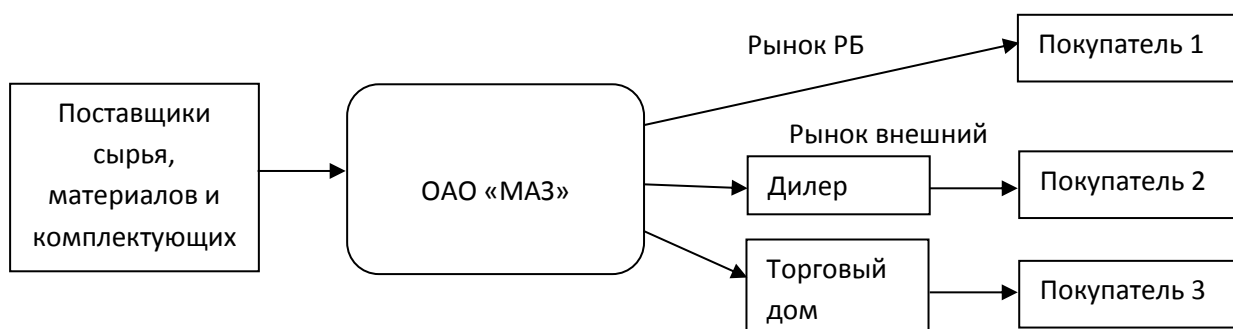 Поставщики
сырья,
материалов и
комплектующих
ОАО «МАЗ»
Рынок РБ
Покупатель 1
Рынок внешний
Дилер
Покупатель 2
Торговый
дом
Покупатель 3